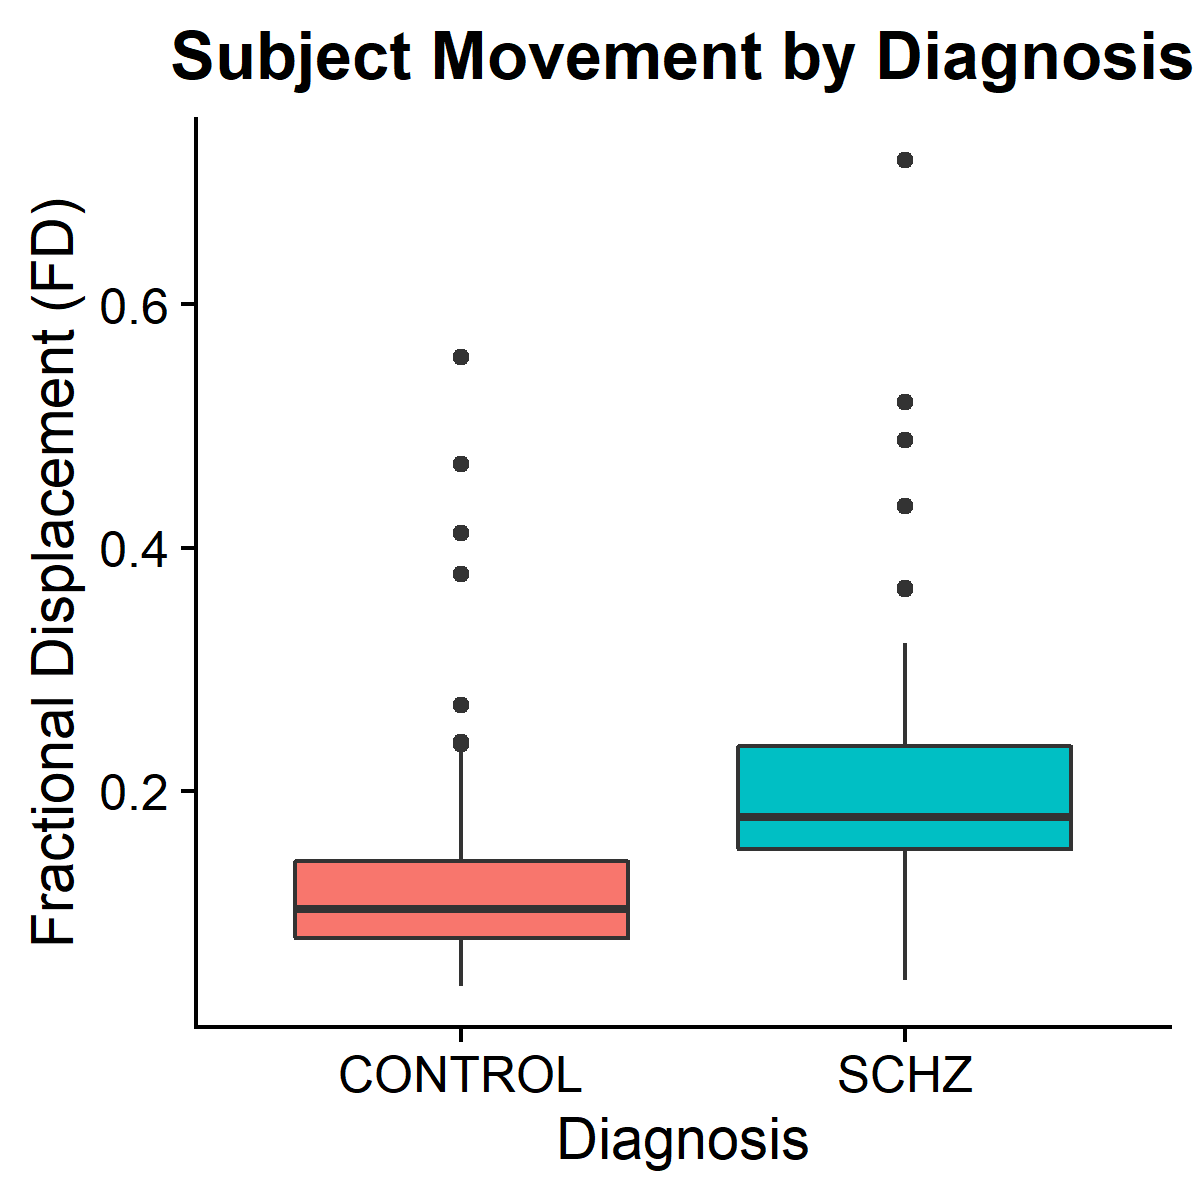 Subject Movement by Diagnosis
Fractional Displacement (FD)
0.6
0.4
0.2
CONTROL
SCHZ
Diagnosis